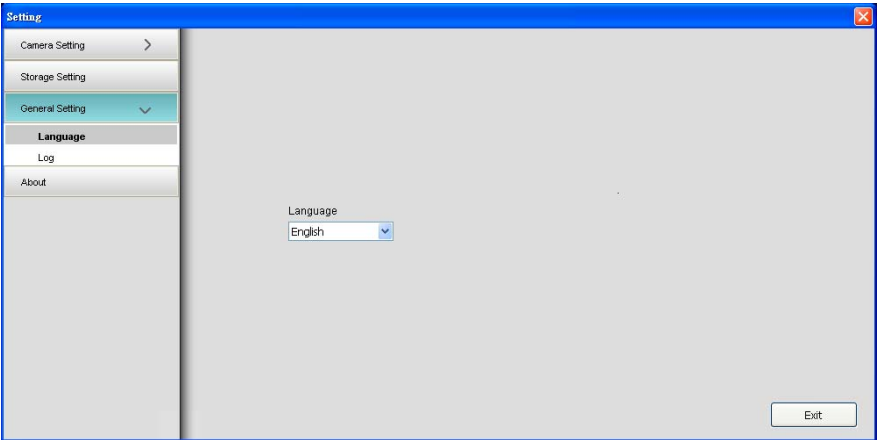 Setting
Camera Setting
Storage Setting
General Setting
Language
Log
About
Language
English
Exit